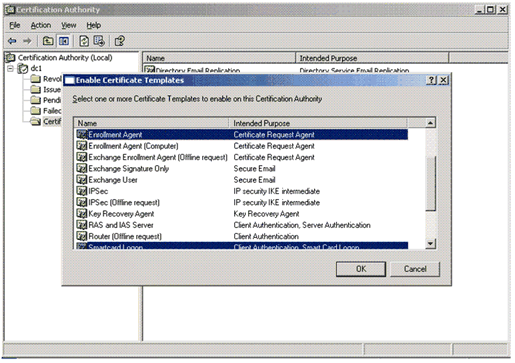 Certification Authority
File Action View Help
Certification Authority (Local)
dc1
Revo
Issue
Pendi
Failed
Certif
Name Intended Purpose
Directory Email Replication Directory Service Email Replication
Enable Certificate Templates
Select one or more Certificate Templates to enable on this Certification Authority
Name Intended Purpose
Enrollment Agent Certificate Request Agent
Enrollment Agent (Computer) Certificate Request Agent
Exchange Enrollment Agent (Offline request) Certificate Request Agent
Exchange Signature Only Secure Email
Exchange User Secure Email
IPSec IP security IKE intermediate
IPSec (Offline request) IP security IKE intermediate
Key Recovery Agent Key Recovery Agent
RAS and IAS Server Client Authentication, Server Authentication
Router (Offline request) Client Authentication
Smartcard Logon Client Authentication, Smart Card Logon
OK Cancel